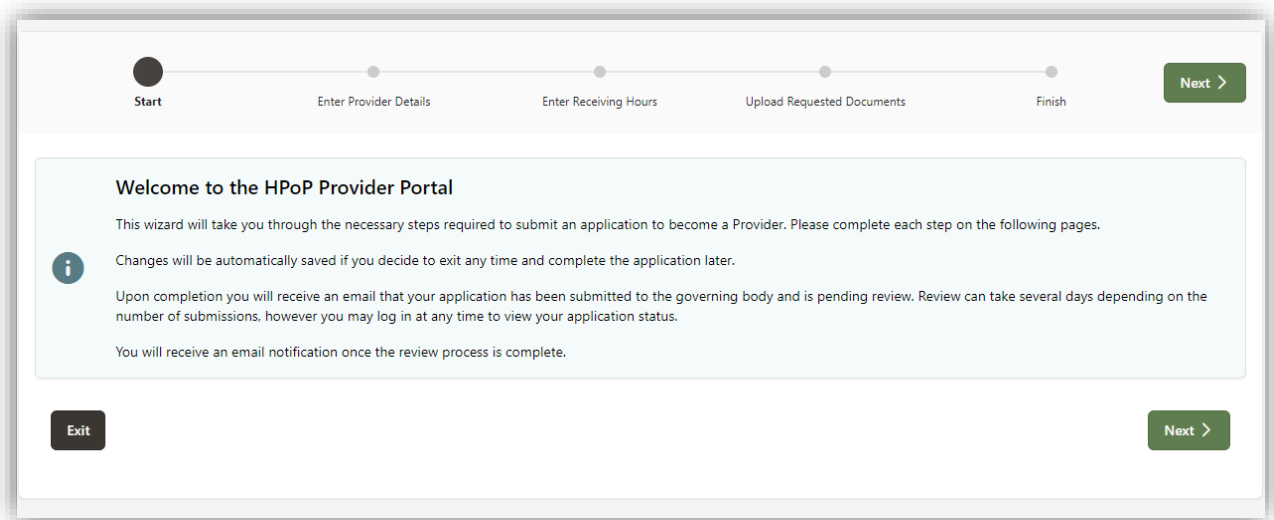 Start
Enter Provider Details
Enter Receiving Hours
Upload Requested Documents
Finish
Next
Welcome to the HPoP Provider Portal
This wizard will take you through the necessary steps required to submit an application to become a Provider. Please complete each step on the following pages.
Changes will be automatically saved if you decide to exit any time and complete the application later.
Upon completion you will receive an email that your application has been submitted to the governing body and is pending review. Review can take several days depending on the
number of submissions, however you may log in at any time to view your application status.
You will receive an email notification once the review process is complete.
Exit
Next